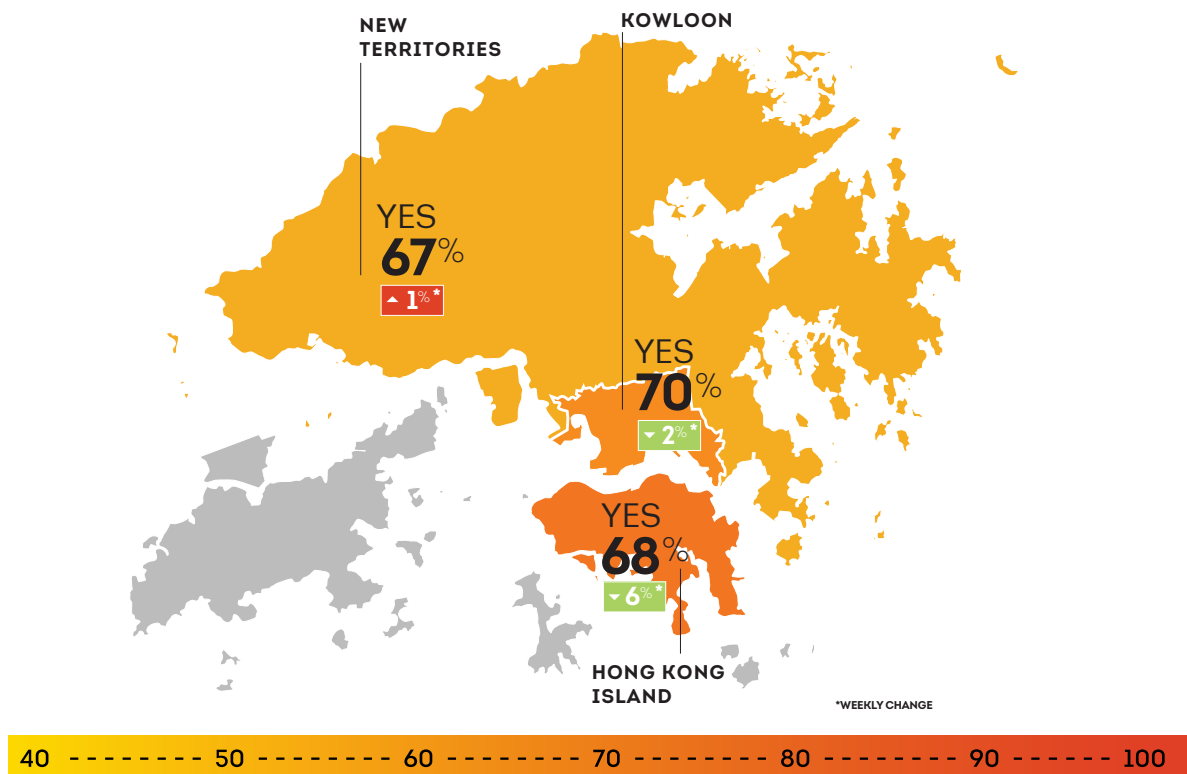 NEW
TERRITORIES
KOWLOON
YES
67%
▲ 1%*
YES
70%
▼ 2%*
YES
68%
▼ 6%*
HONG KONG
ISLAND
*WEEKLY CHANGE
40 - - - - - - - 50 - - - - - - - 60 - - - - - - - 70 - - - - - - - 80 - - - - - - - 90 - - - - - - - 100